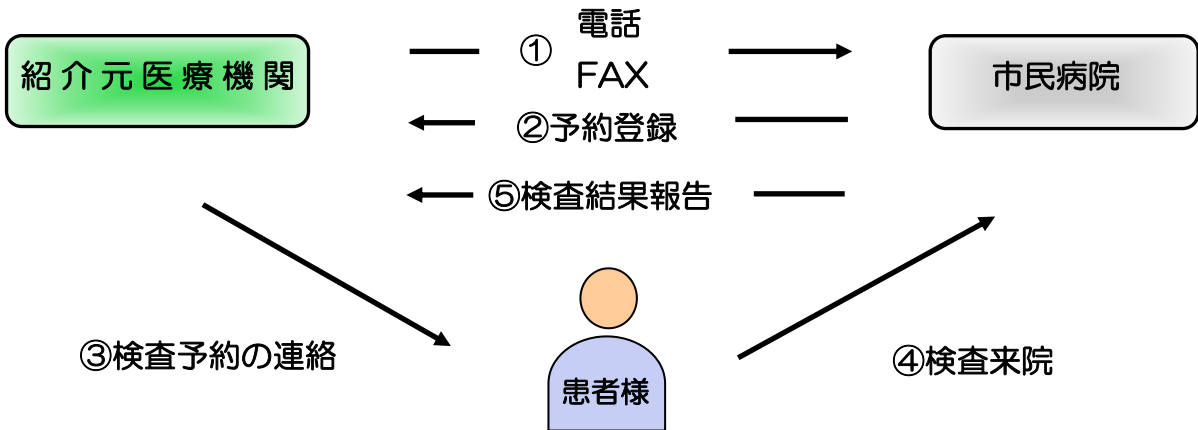 電話
①
FAX
紹介元医療機関
市民病院
②予約登録
⑤検査結果報告
③検査予約の連絡
④検査来院
患者様